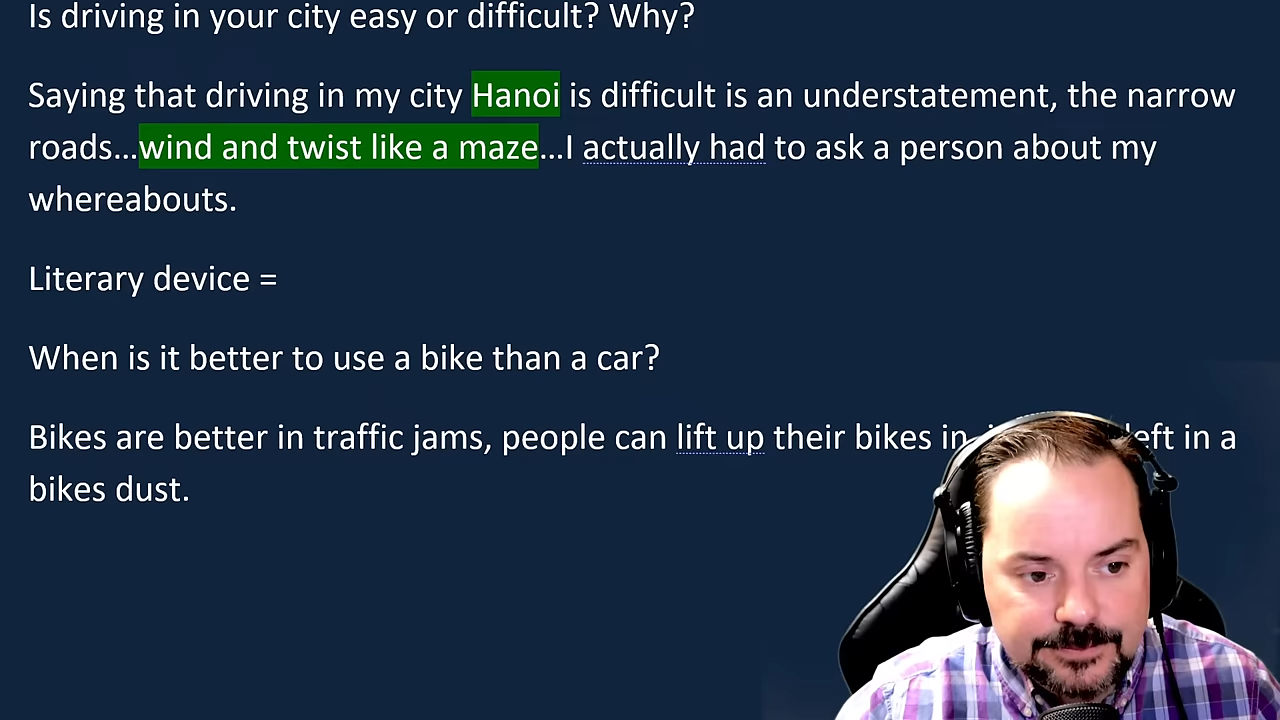 Is driving in your city easy or difficult? Why?
Saying that driving in my city Hanoi is difficult is an understatement, the narrow
roads…wind and twist like a maze…I actually had to ask a person about my
whereabouts.
Literary device =
When is it better to use a bike than a car?
Bikes are better in traffic jams, people can lift up their bikes in left in a
bikes dust.